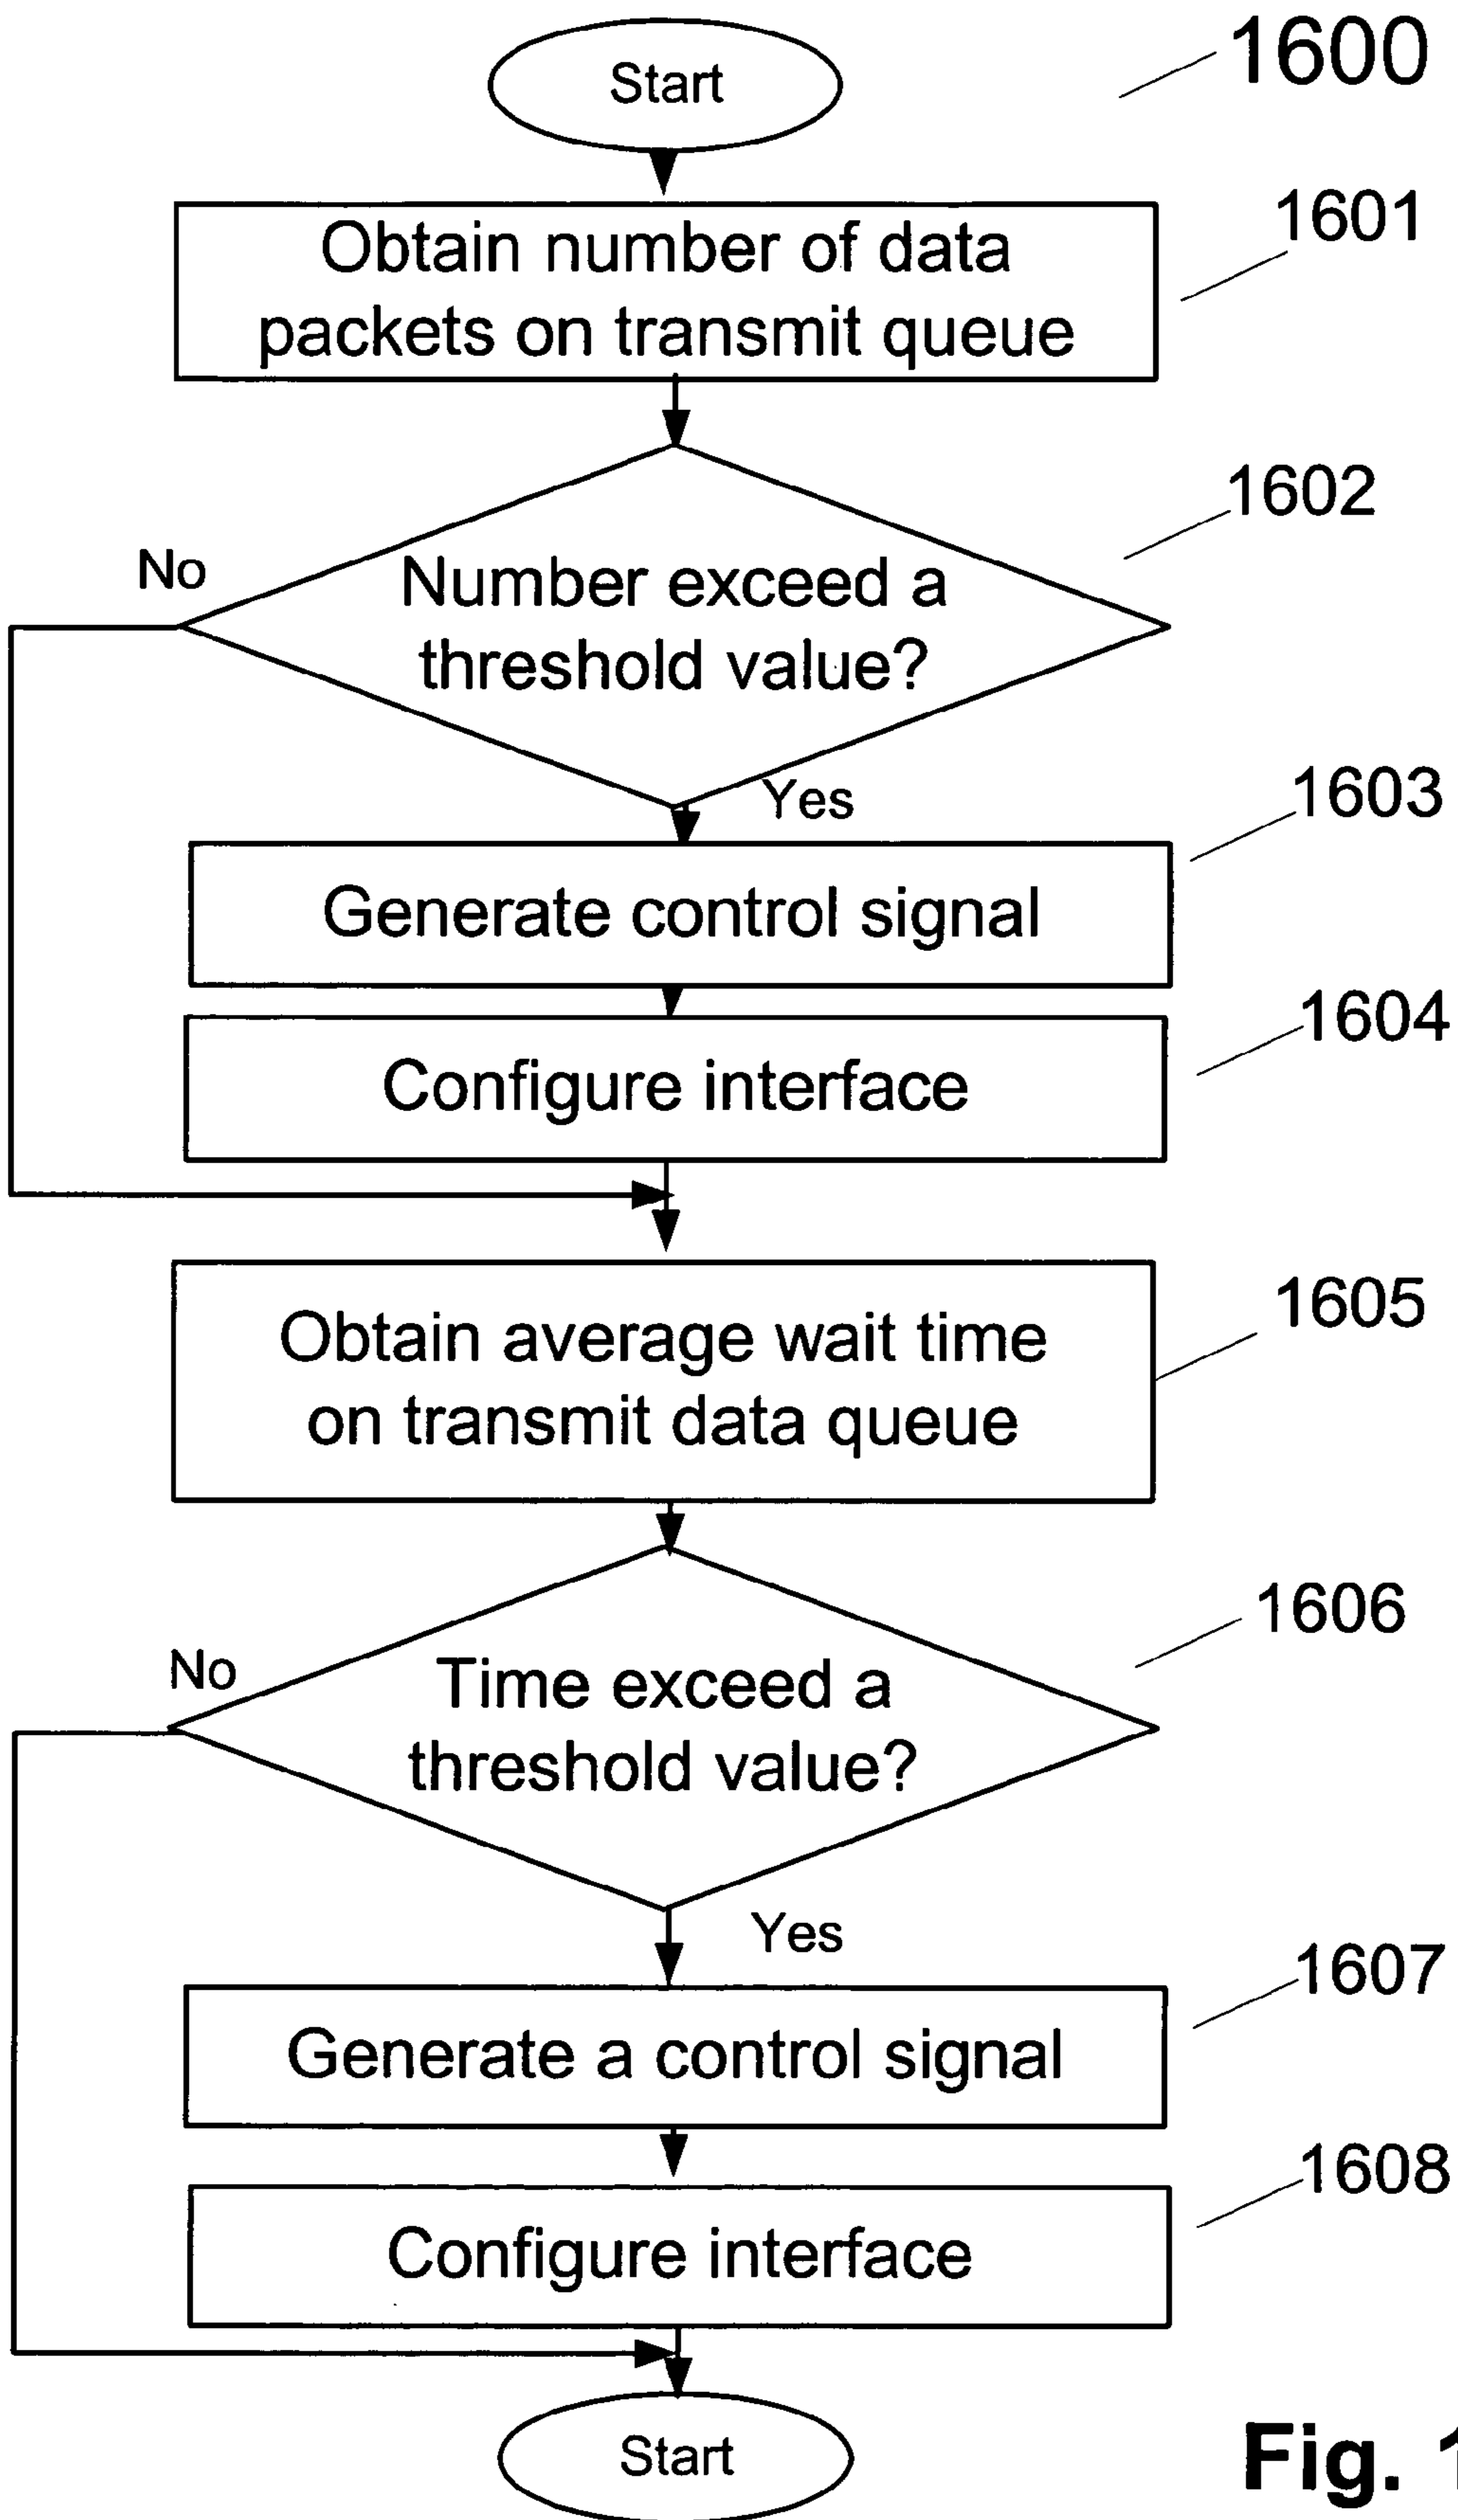 Start
1600
Obtain number of data
packets on transmit queue
1601
Number exceed a
threshold value?
1602
No
Yes
Generate control signal
1603
Configure interface
1604
Obtain average wait time
on transmit data queue
1605
Time exceed a
threshold value?
1606
No
Yes
Generate a control signal
1607
Configure interface
1608
Start
Fig.